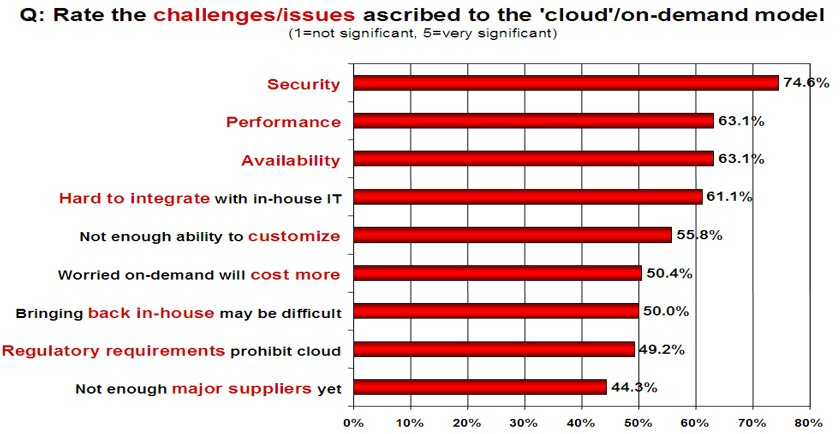 Q: Rate the challenges/issues ascribed to the 'cloud'/on-demand model
(1=not significant, 5=very significant)
Security 74.6%
Performance 63.1%
Availability 63.1%
Hard to integrate with in-house IT 61.1%
Not enough ability to customize 55.8%
Worried on-demand will cost more 50.4%
Bringing back in-house may be difficult 50.0%
Regulatory requirements prohibit cloud 49.2%
Not enough major suppliers yet 44.3%
0% 10% 20% 30% 40% 50% 60% 70% 80%